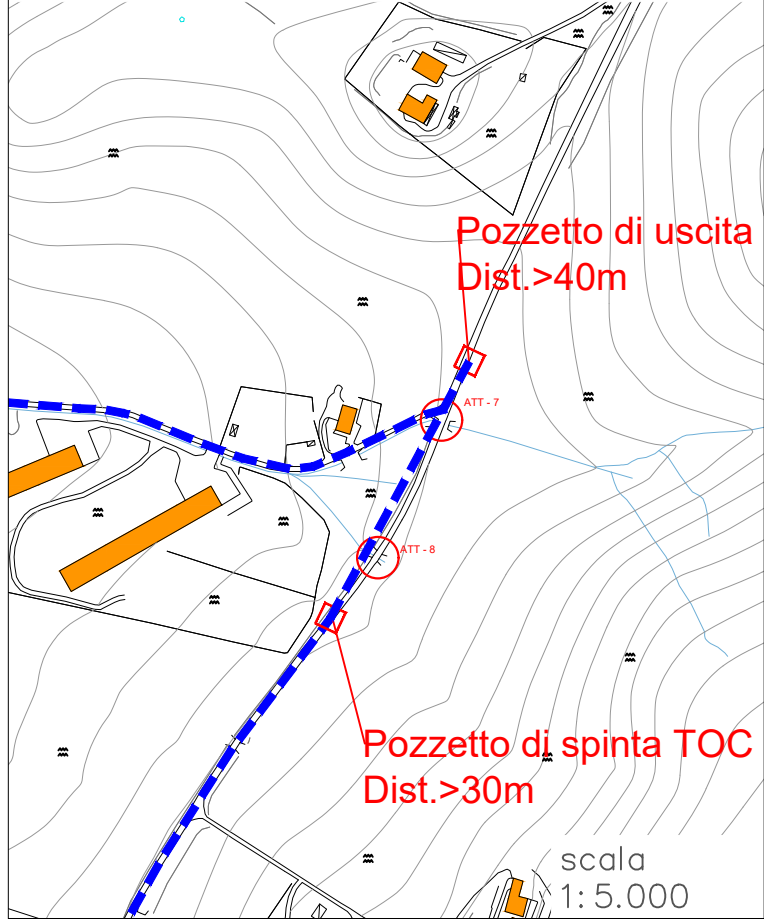 Pozzetto di uscita
Dist.>40m
ATT - 7
ATT - 8
Pozzetto di spinta TOC
Dist.>30m
scala
1:5.000